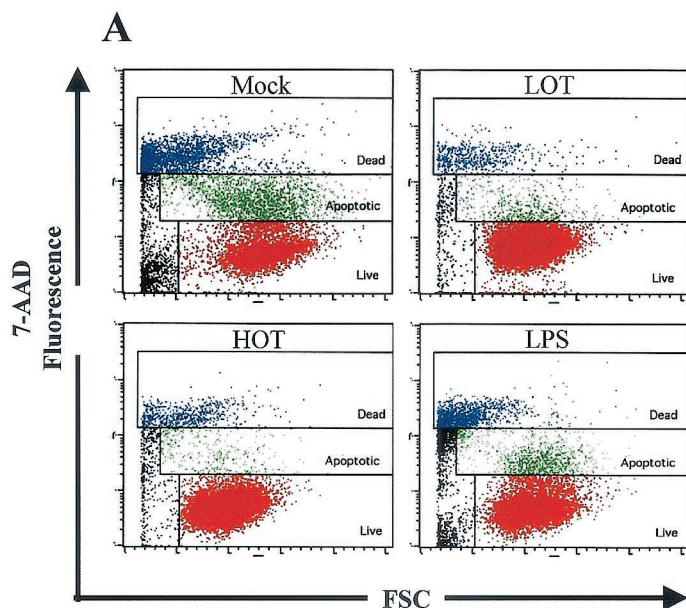 A
Mock
Dead
Apoptotic
Live
LOT
Dead
Apoptotic
Live
HOT
Dead
Apoptotic
Live
LPS
Dead
Apoptotic
Live
7-AAD
Fluorescence
FSC